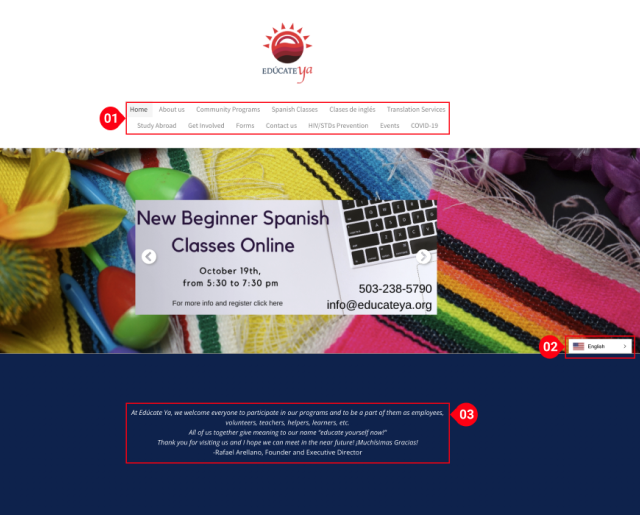 EDÚCATE Ya
Home About us Community Programs Spanish Classes Clases de inglés Translation Services
01
Study Abroad Get Involved Forms Contact us HIV/STDs Prevention Events COVID-19
New Beginner Spanish
Classes Online
October 19th,
from 5:30 to 7:30 pm
503-238-5790
For more info and register click here
info@educateya.org
02
English
At Edúcate Ya, we welcome everyone to participate in our programs and to be a part of them as employees,
volunteers, teachers, helpers, learners, etc.
03
All of us together give meaning to our name "educate yourself now!"
Thank you for visiting us and I hope we can meet in the near future! ¡Muchísimas Gracias!
-Rafael Arellano, Founder and Executive Director